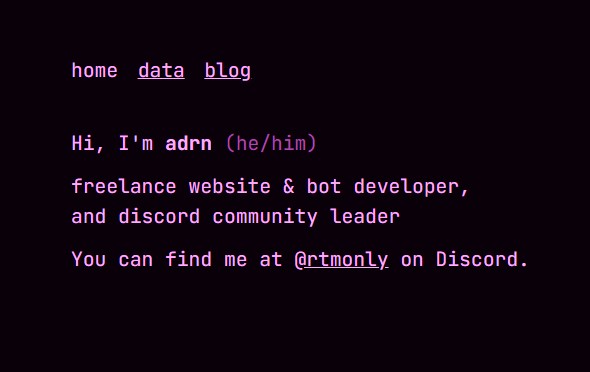 home data blog
Hi, I'm adrn (he/him)
freelance website & bot developer,
and discord community leader
You can find me at @rtmonly on Discord.